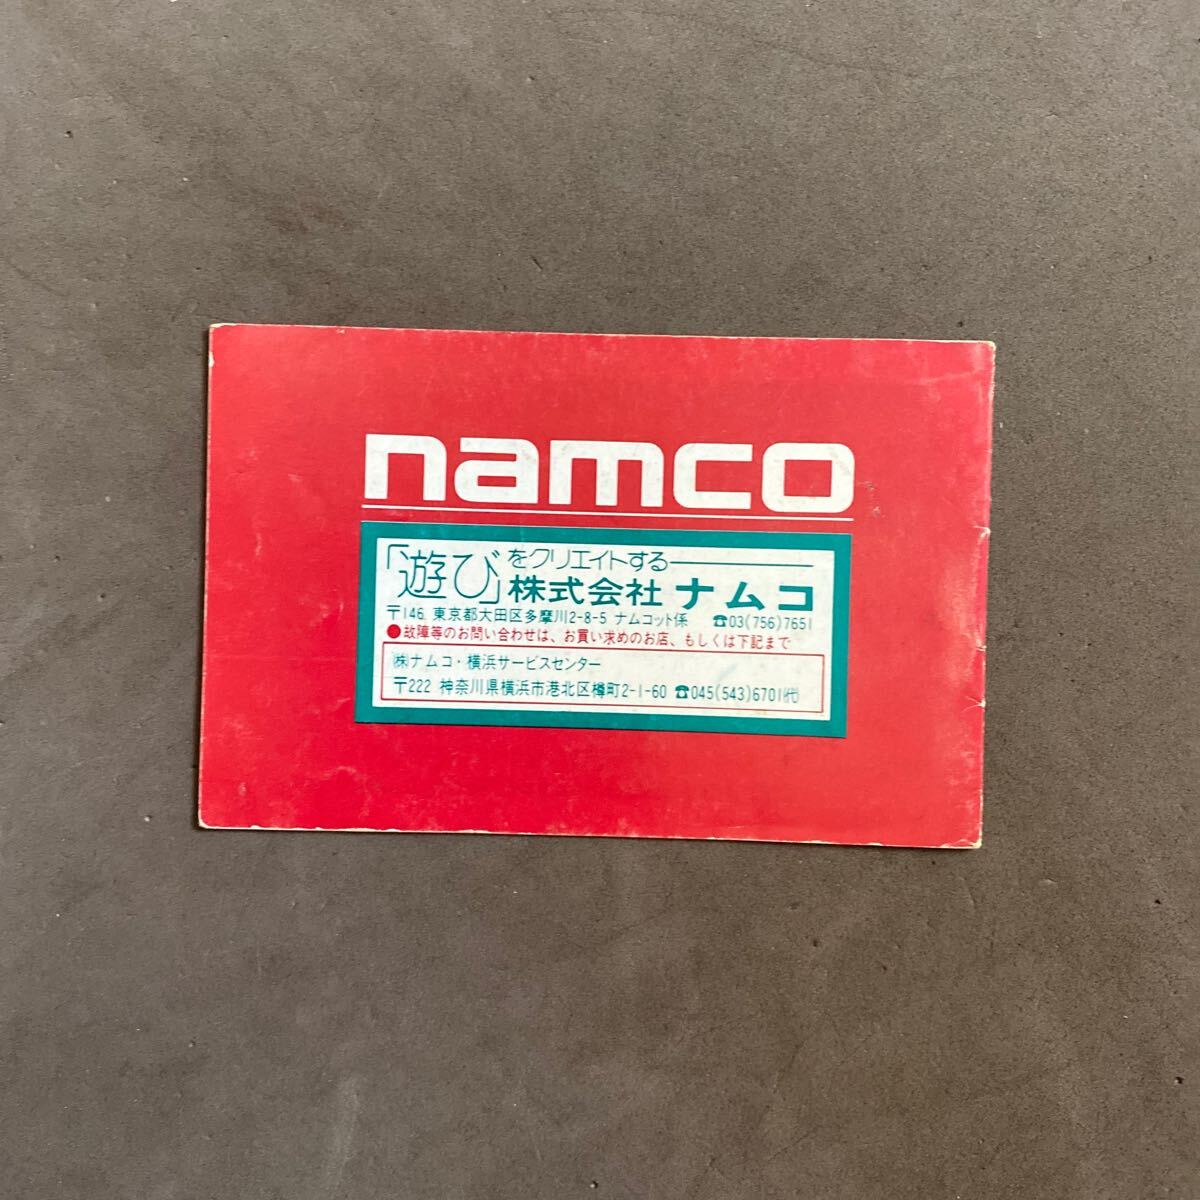 namco
「遊び」をクリエイトする
株式会社 ナムコ
〒146 東京都大田区多摩川2-8-5 ナムコット係 ☎03(756)7651
●故障等のお問い合わせは、お買い求めのお店、もしくは下記まで
㈱ナムコ・横浜サービスセンター
〒222 神奈川県横浜市港北区樽町2-1-60 ☎045(543)6701㈹